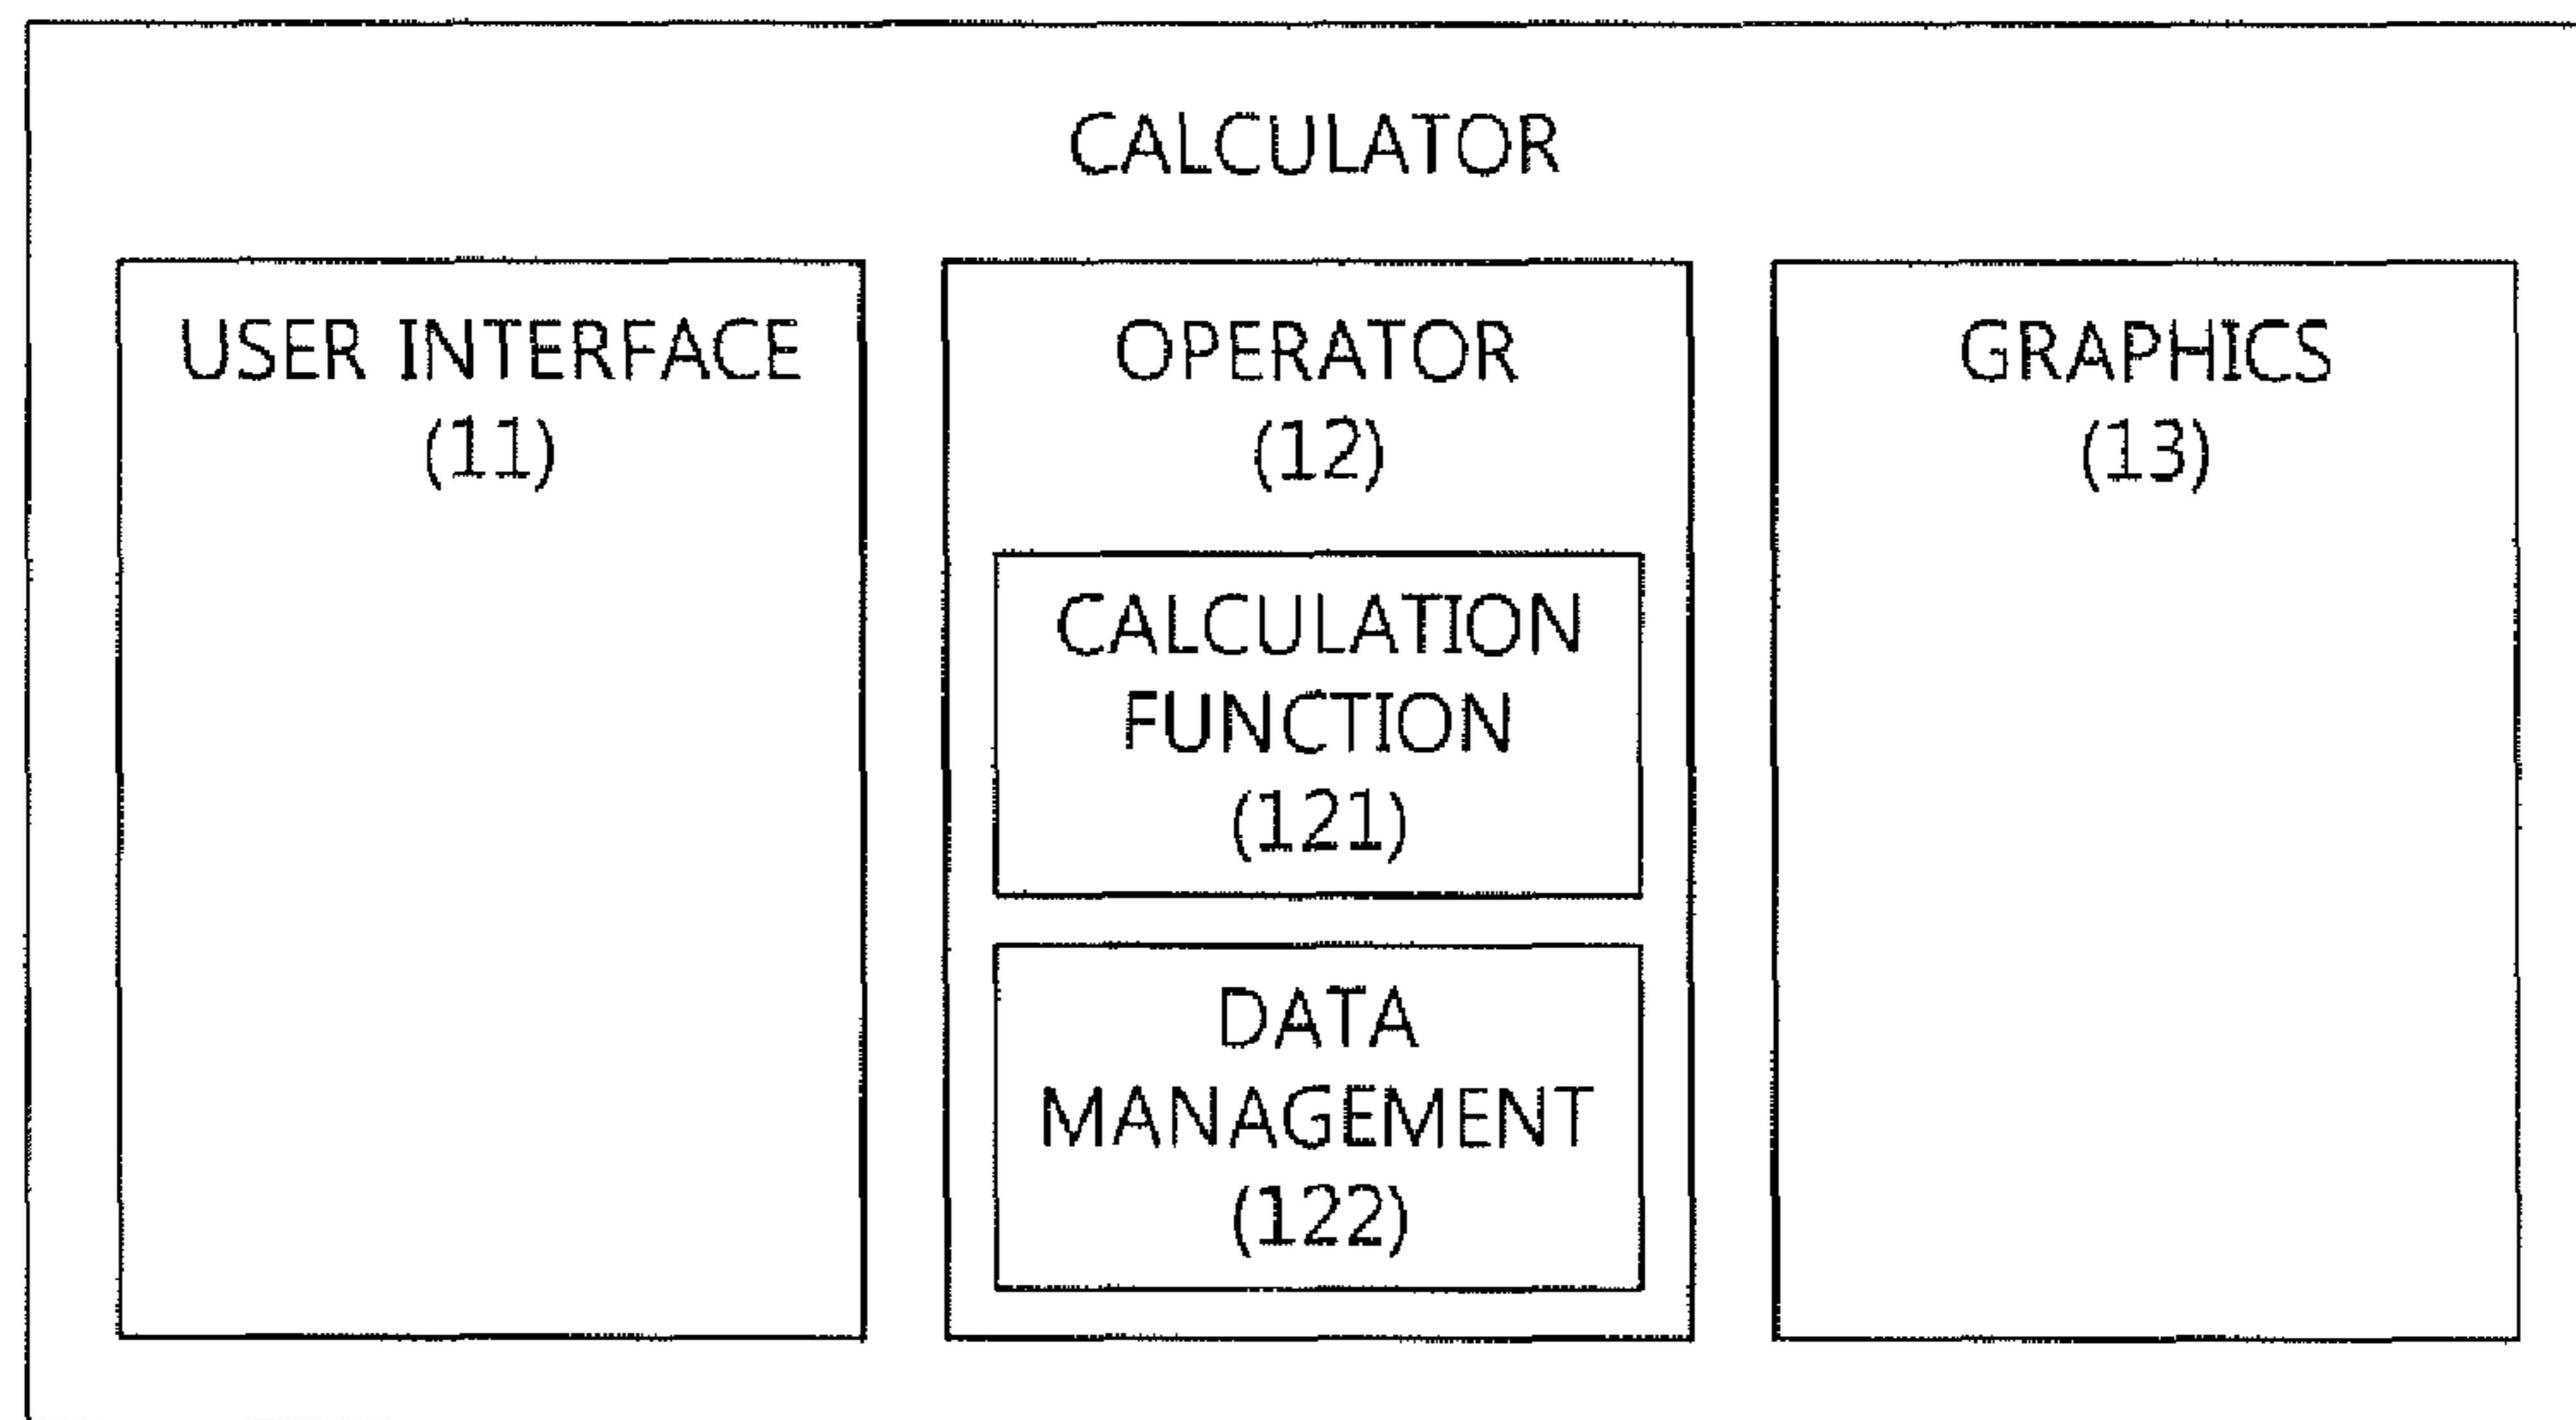 CALCULATOR
USER INTERFACE
(11)
OPERATOR
(12)
CALCULATION
FUNCTION
(121)
DATA
MANAGEMENT
(122)
GRAPHICS
(13)